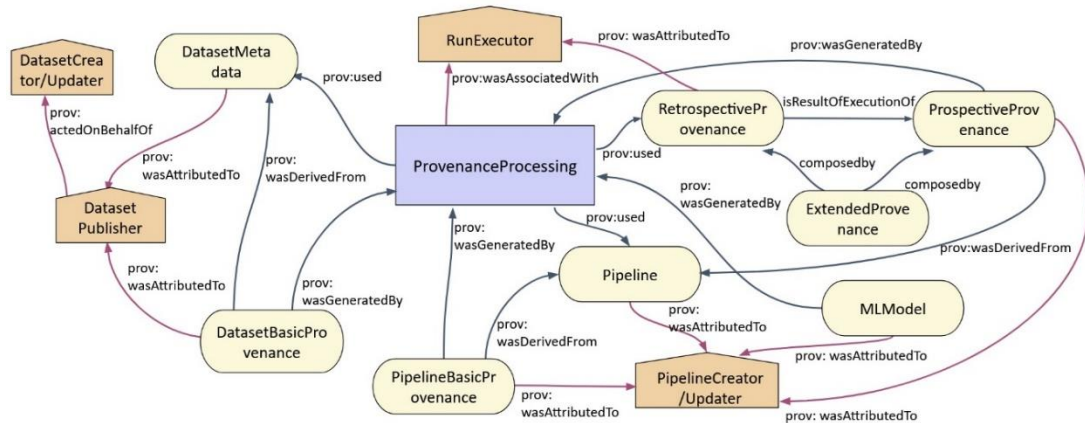 DatasetCrea
tor/Updater
DatasetMeta
data
RunExecutor
prov: wasAttributedTo
prov:wasGeneratedBy
prov:used
prov:wasAssociatedWith
prov:
actedOnBehalfOf
RetrospectivePr
ovenance
isResultOfExecutionOf
ProspectiveProv
enance
prov:
wasAttributedTo
prov:
wasDerivedFrom
ProvenanceProcessing
prov:used
composedby
composedby
Dataset
Publisher
prov:
wasGeneratedBy
ExtendedProve
nance
prov:used
prov:
wasGeneratedBy
prov:wasDerivedFrom
prov:
wasAttributedTo
prov:
wasGeneratedBy
Pipeline
MLModel
DatasetBasicPro
venance
prov:
wasDerivedFrom
prov:
wasAttributedTo
prov: wasAttributedTo
PipelineBasicPr
ovenance
prov:
wasAttributedTo
PipelineCreator
/Updater
prov: wasAttributedTo